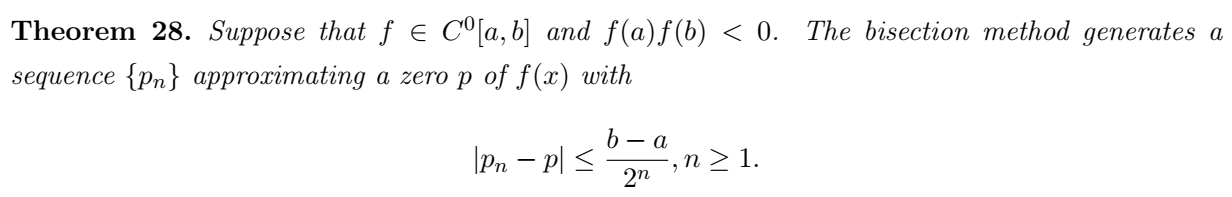 Theorem 28. Suppose that f ∈ C⁰[a, b] and f(a)f(b) < 0. The bisection method generates a
sequence {pₙ} approximating a zero p of f(x) with
|pₙ − p| ≤ (b − a)/2ⁿ, n ≥ 1.